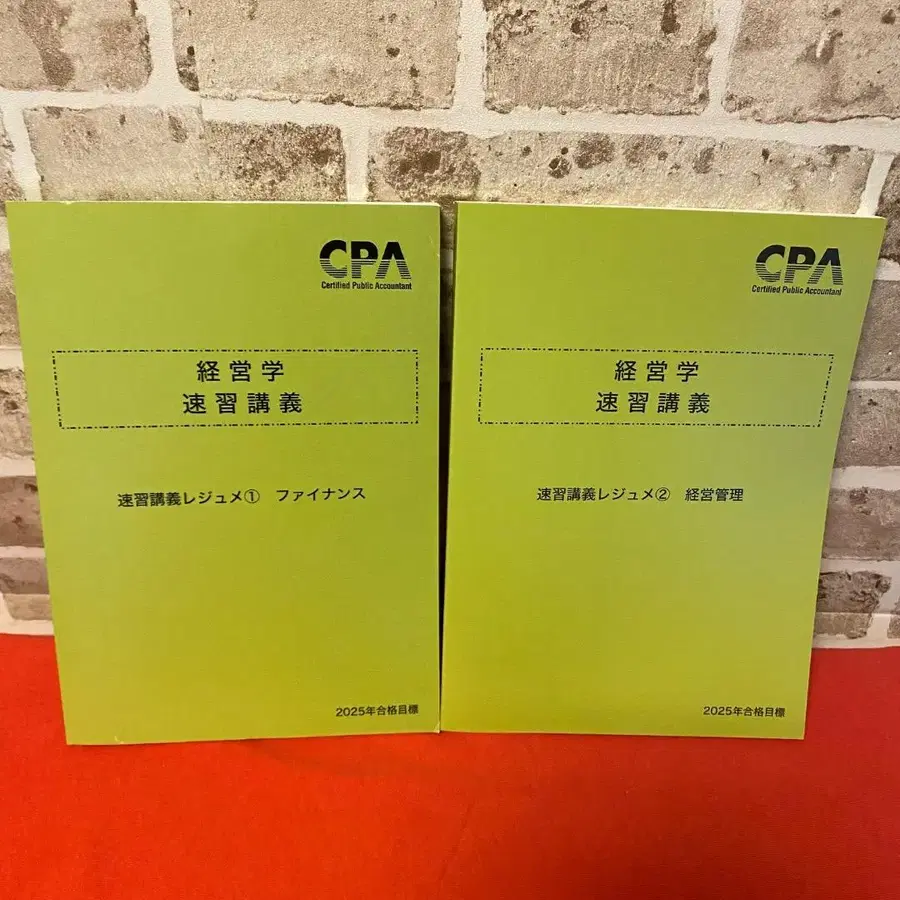 CPA
Certified Public Accountant
経営学
速習講義
速習講義レジュメ① ファイナンス
2025年合格目標
CPA
Certified Public Accountant
経営学
速習講義
速習講義レジュメ② 経営管理
2025年合格目標